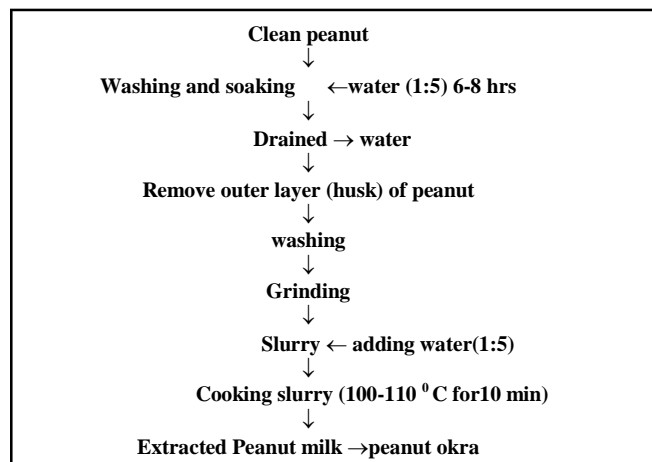 Clean peanut
↓
Washing and soaking ←water (1:5) 6-8 hrs
↓
Drained → water
↓
Remove outer layer (husk) of peanut
↓
washing
↓
Grinding
↓
Slurry ← adding water(1:5)
↓
Cooking slurry (100-110 ⁰ C for10 min)
↓
Extracted Peanut milk →peanut okra